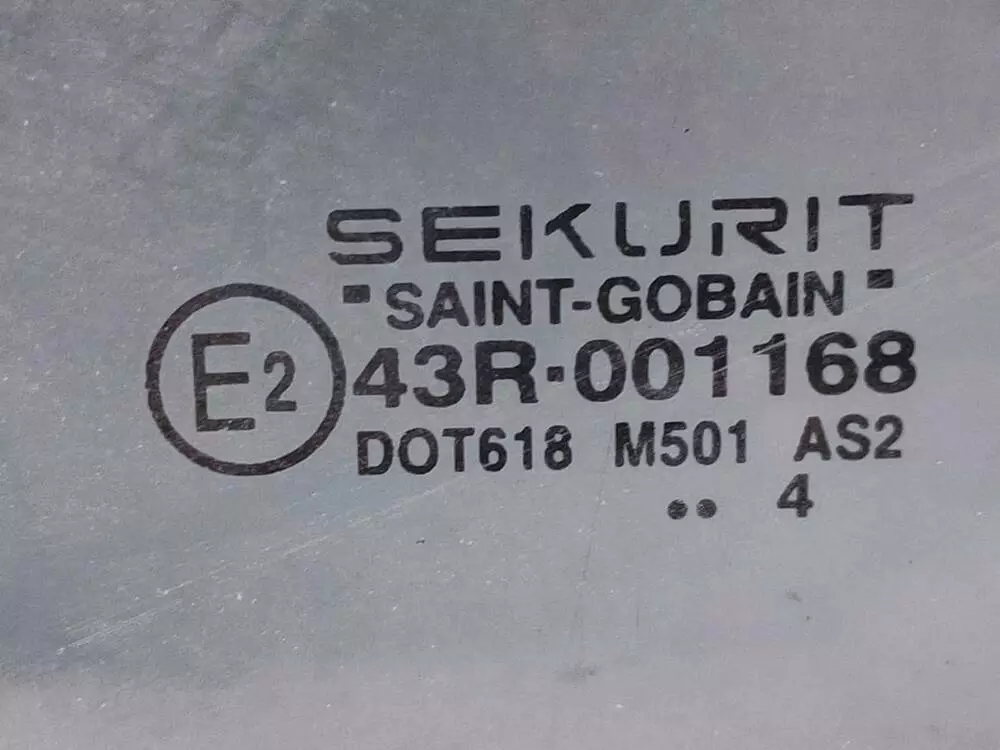 SEKURIT
"SAINT-GOBAIN"
E2 43R-001168
DOT618 M501 AS2
•• 4